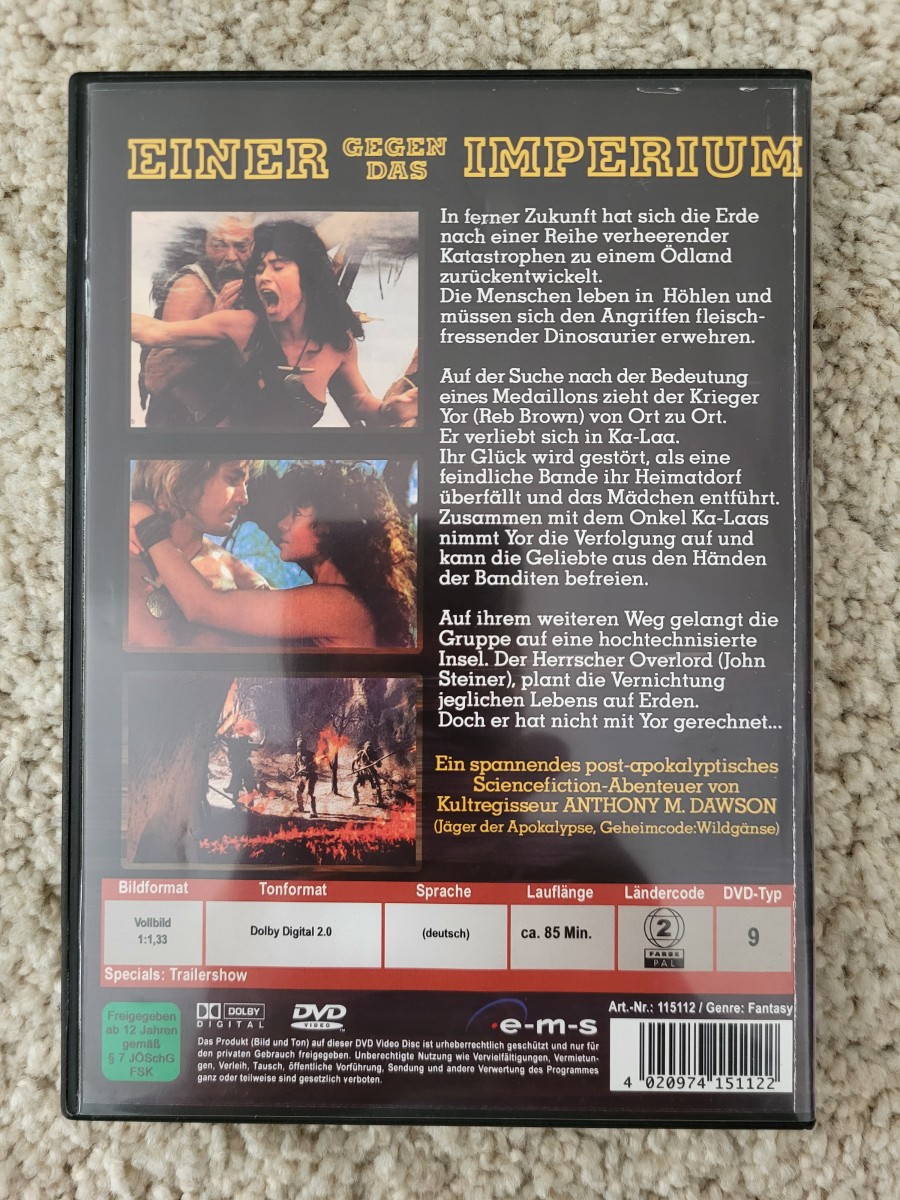 EINER GEGEN DAS IMPERIUM
In ferner Zukunft hat sich die Erde
nach einer Reihe verheerender
Katastrophen zu einem Ödland
zurückentwickelt.
Die Menschen leben in Höhlen und
müssen sich den Angriffen fleisch-
fressender Dinosaurier erwehren.
Auf der Suche nach der Bedeutung
eines Medaillons zieht der Krieger
Yor (Reb Brown) von Ort zu Ort.
Er verliebt sich in Ka-Laa.
Ihr Glück wird gestört, als eine
feindliche Bande ihr Heimatdorf
überfällt und das Mädchen entführt.
Zusammen mit dem Onkel Ka-Laas
nimmt Yor die Verfolgung auf und
kann die Geliebte aus den Händen
der Banditen befreien.
Auf ihrem weiteren Weg gelangt die
Gruppe auf eine hochtechnisierte
Insel. Der Herrscher Overlord (John
Steiner), plant die Vernichtung
jeglichen Lebens auf Erden.
Doch er hat nicht mit Yor gerechnet...
Ein spannendes post-apokalyptisches
Sciencefiction-Abenteuer von
Kultregisseur ANTHONY M. DAWSON
(Jäger der Apokalypse, Geheimcode:Wildgänse)
Bildformat Tonformat Sprache Lauflänge Ländercode DVD-Typ
Vollbild
1:1,33
Dolby Digital 2.0
(deutsch)
ca. 85 Min.
2
FARBE
PAL
9
Specials: Trailershow
Freigegeben
ab 12 Jahren
gemäß
§ 7 JÖSchG
FSK
DOLBY
DIGITAL
DVD
VIDEO
TM
e-m-s
Art.-Nr.: 115112 / Genre: Fantasy
Das Produkt (Bild und Ton) auf dieser DVD Video Disc ist urheberrechtlich geschützt und nur für
den privaten Gebrauch freigegeben. Unberechtigte Nutzung wie Vervielfältigungen, Vermietun-
gen, Verleih, Tausch, öffentliche Vorführung, Sendung und andere Verwertung des Programmes
ganz oder teilweise sind gesetzlich verboten.
4 020974 151122